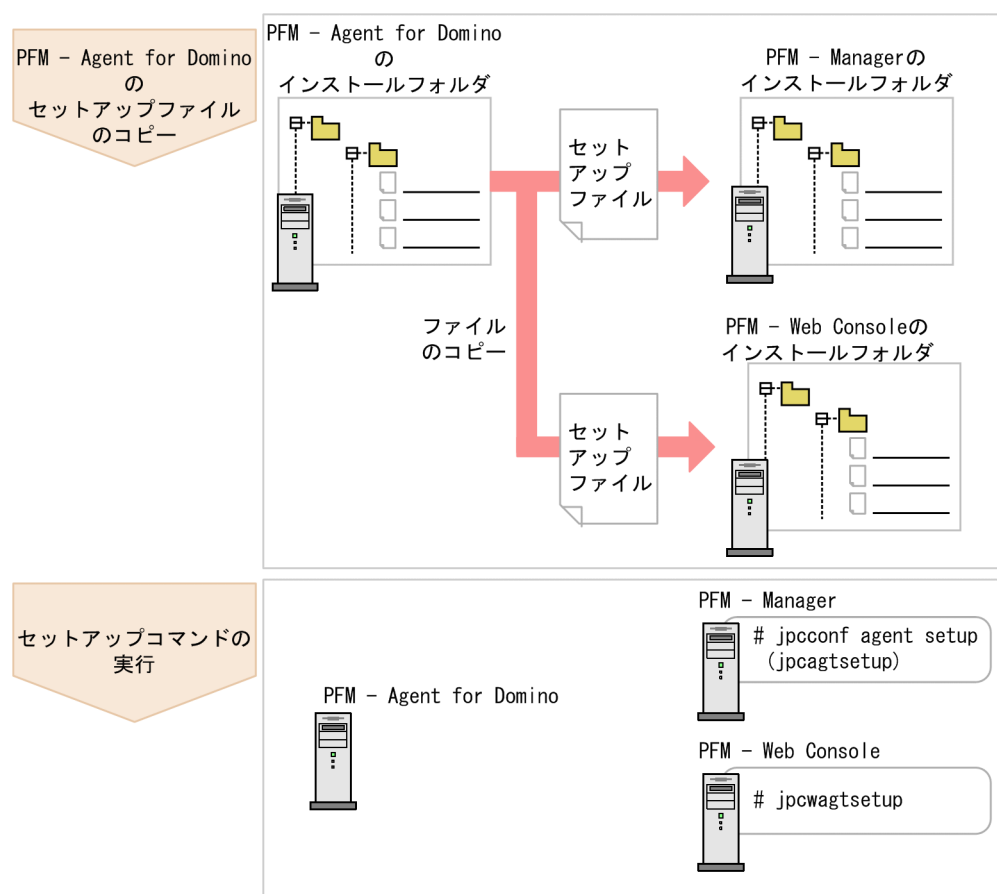 PFM － Agent for Domino
の
セットアップファイル
のコピー
PFM － Agent for Domino
の
インストールフォルダ
セット
アップ
ファイル
PFM － Managerの
インストールフォルダ
ファイル
のコピー
セット
アップ
ファイル
PFM － Web Consoleの
インストールフォルダ
セットアップコマンドの
実行
PFM － Agent for Domino
PFM － Manager
# jpcconf agent setup
(jpcagtsetup)
PFM － Web Console
# jpcwagtsetup